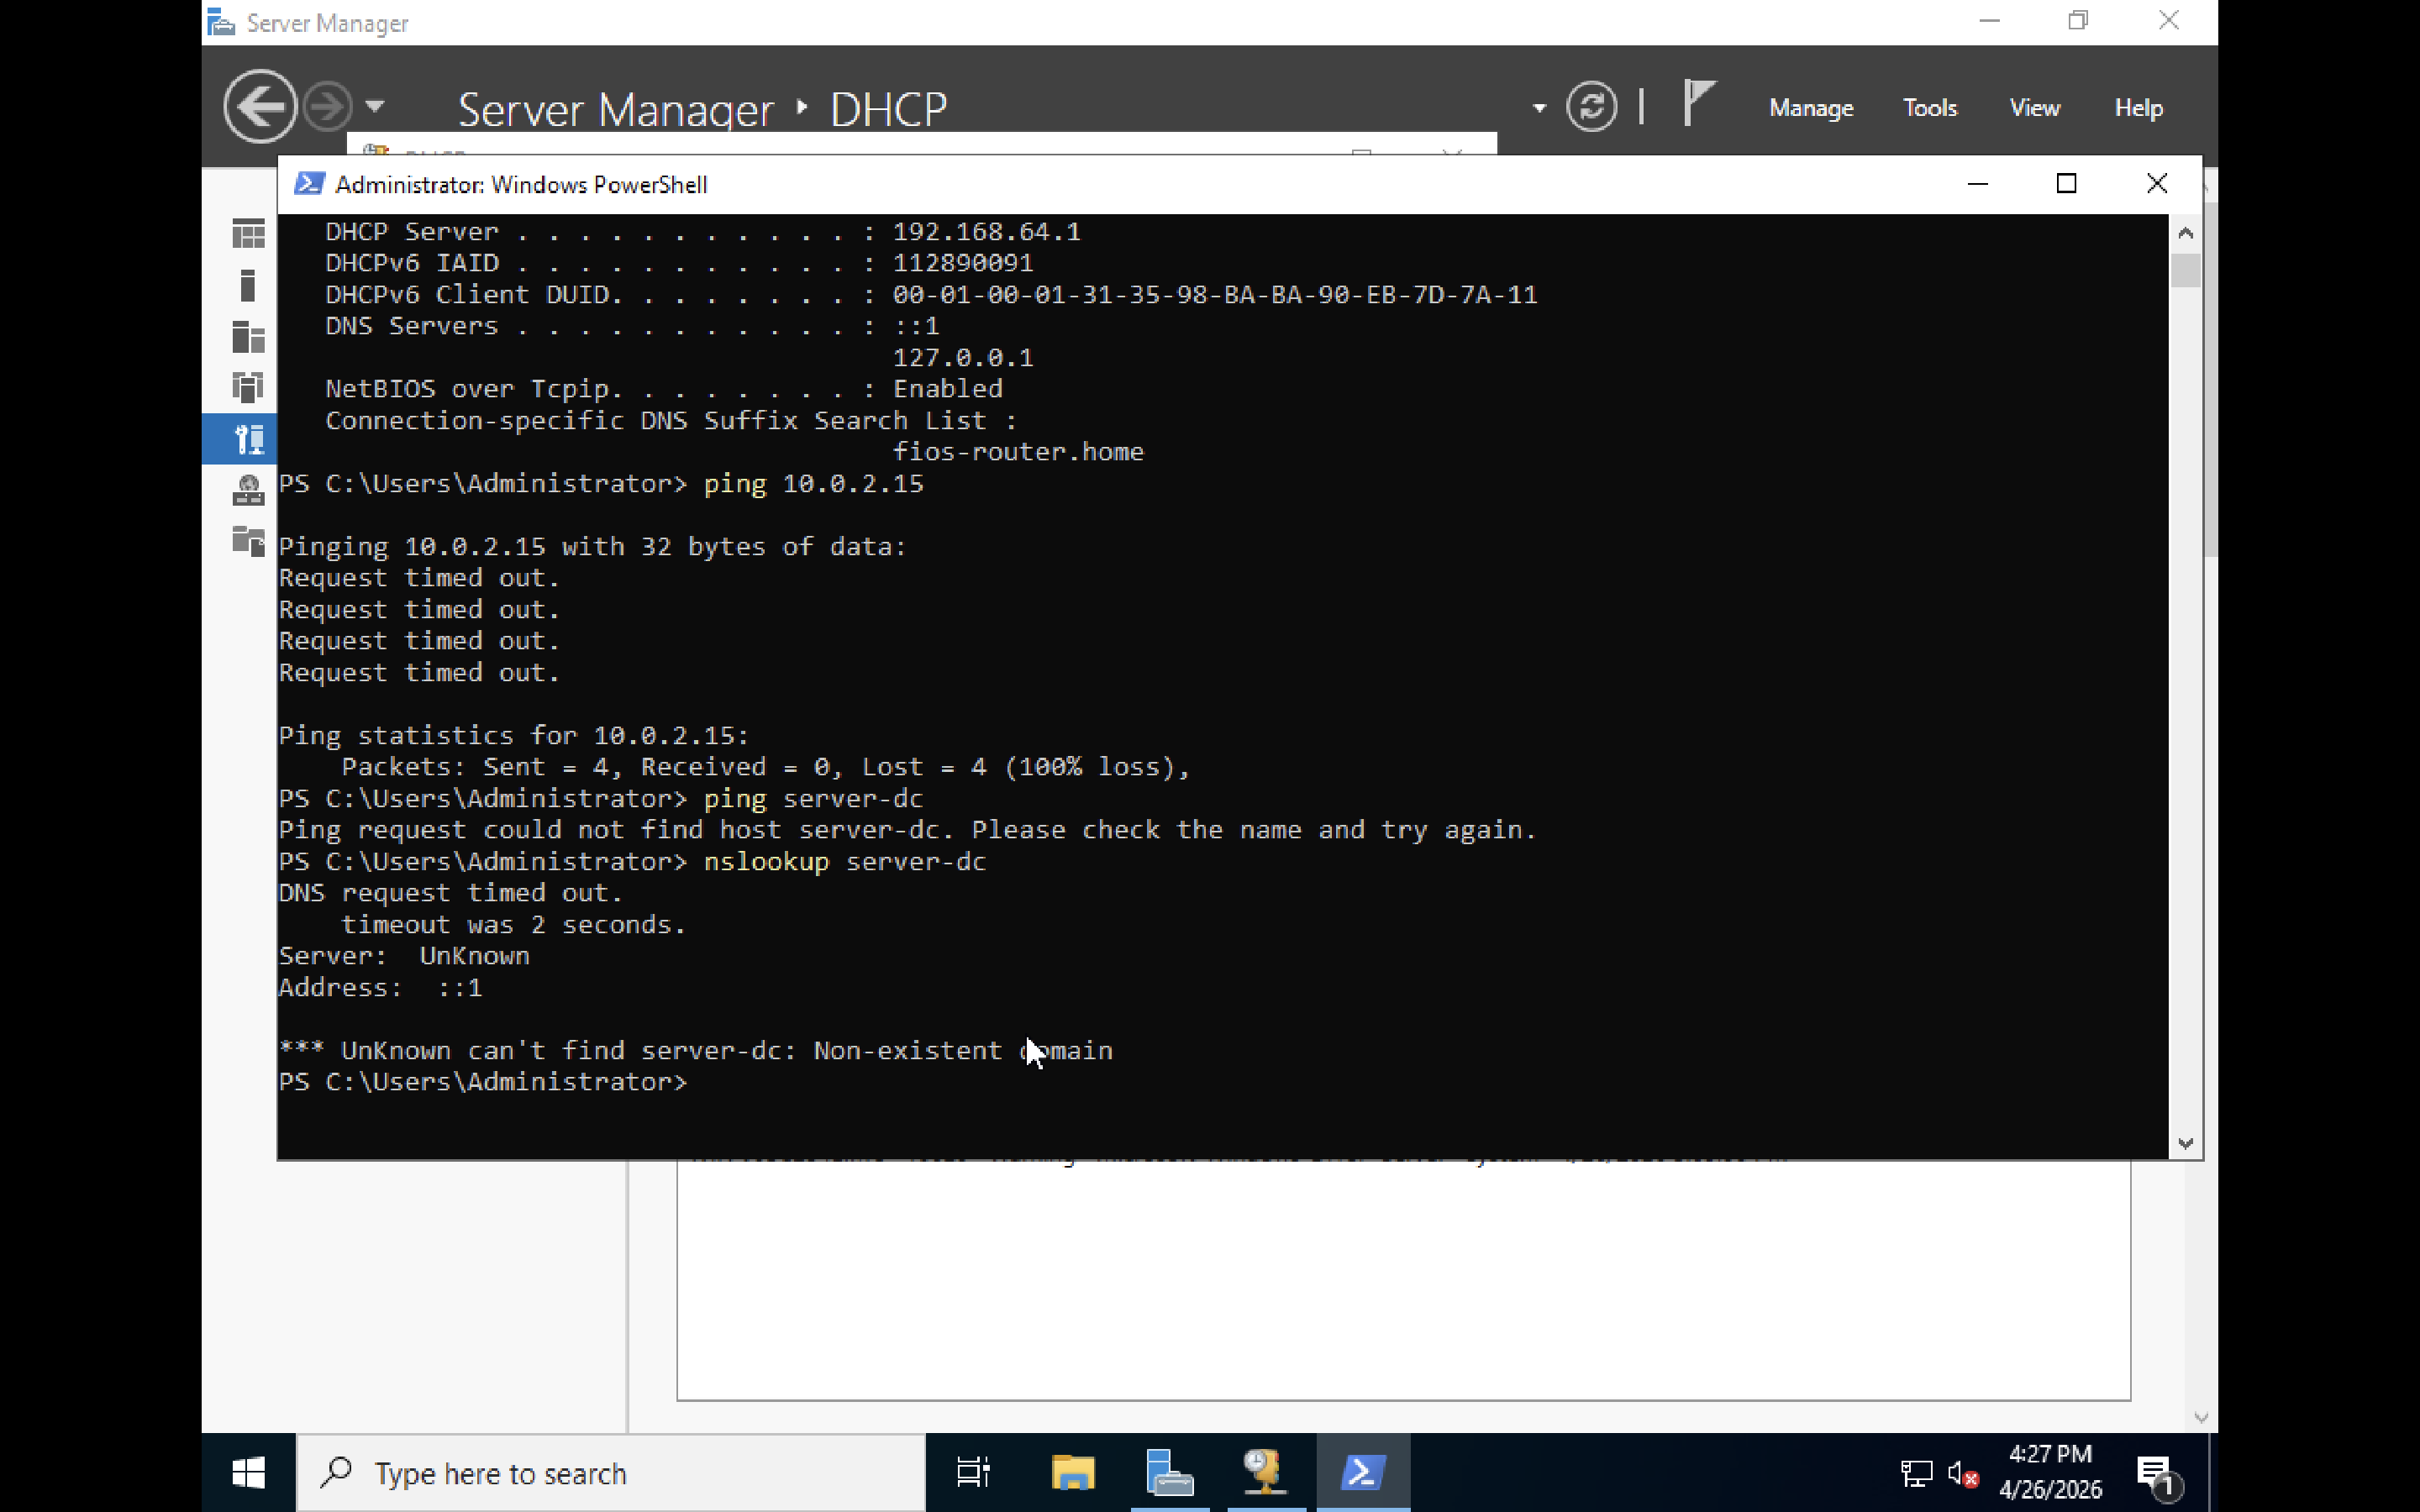 Server Manager
Server Manager ‣ DHCP
Manage Tools View Help
Administrator: Windows PowerShell
DHCP Server . . . . . . . . . . . : 192.168.64.1
DHCPv6 IAID . . . . . . . . . . . : 112890091
DHCPv6 Client DUID. . . . . . . . : 00-01-00-01-31-35-98-BA-BA-90-EB-7D-7A-11
DNS Servers . . . . . . . . . . . : ::1
127.0.0.1
NetBIOS over Tcpip. . . . . . . . : Enabled
Connection-specific DNS Suffix Search List :
fios-router.home
PS C:\Users\Administrator> ping 10.0.2.15
Pinging 10.0.2.15 with 32 bytes of data:
Request timed out.
Request timed out.
Request timed out.
Request timed out.
Ping statistics for 10.0.2.15:
Packets: Sent = 4, Received = 0, Lost = 4 (100% loss),
PS C:\Users\Administrator> ping server-dc
Ping request could not find host server-dc. Please check the name and try again.
PS C:\Users\Administrator> nslookup server-dc
DNS request timed out.
timeout was 2 seconds.
Server: UnKnown
Address: ::1
*** UnKnown can't find server-dc: Non-existent domain
PS C:\Users\Administrator>
Type here to search
4:27 PM
4/26/2026
1